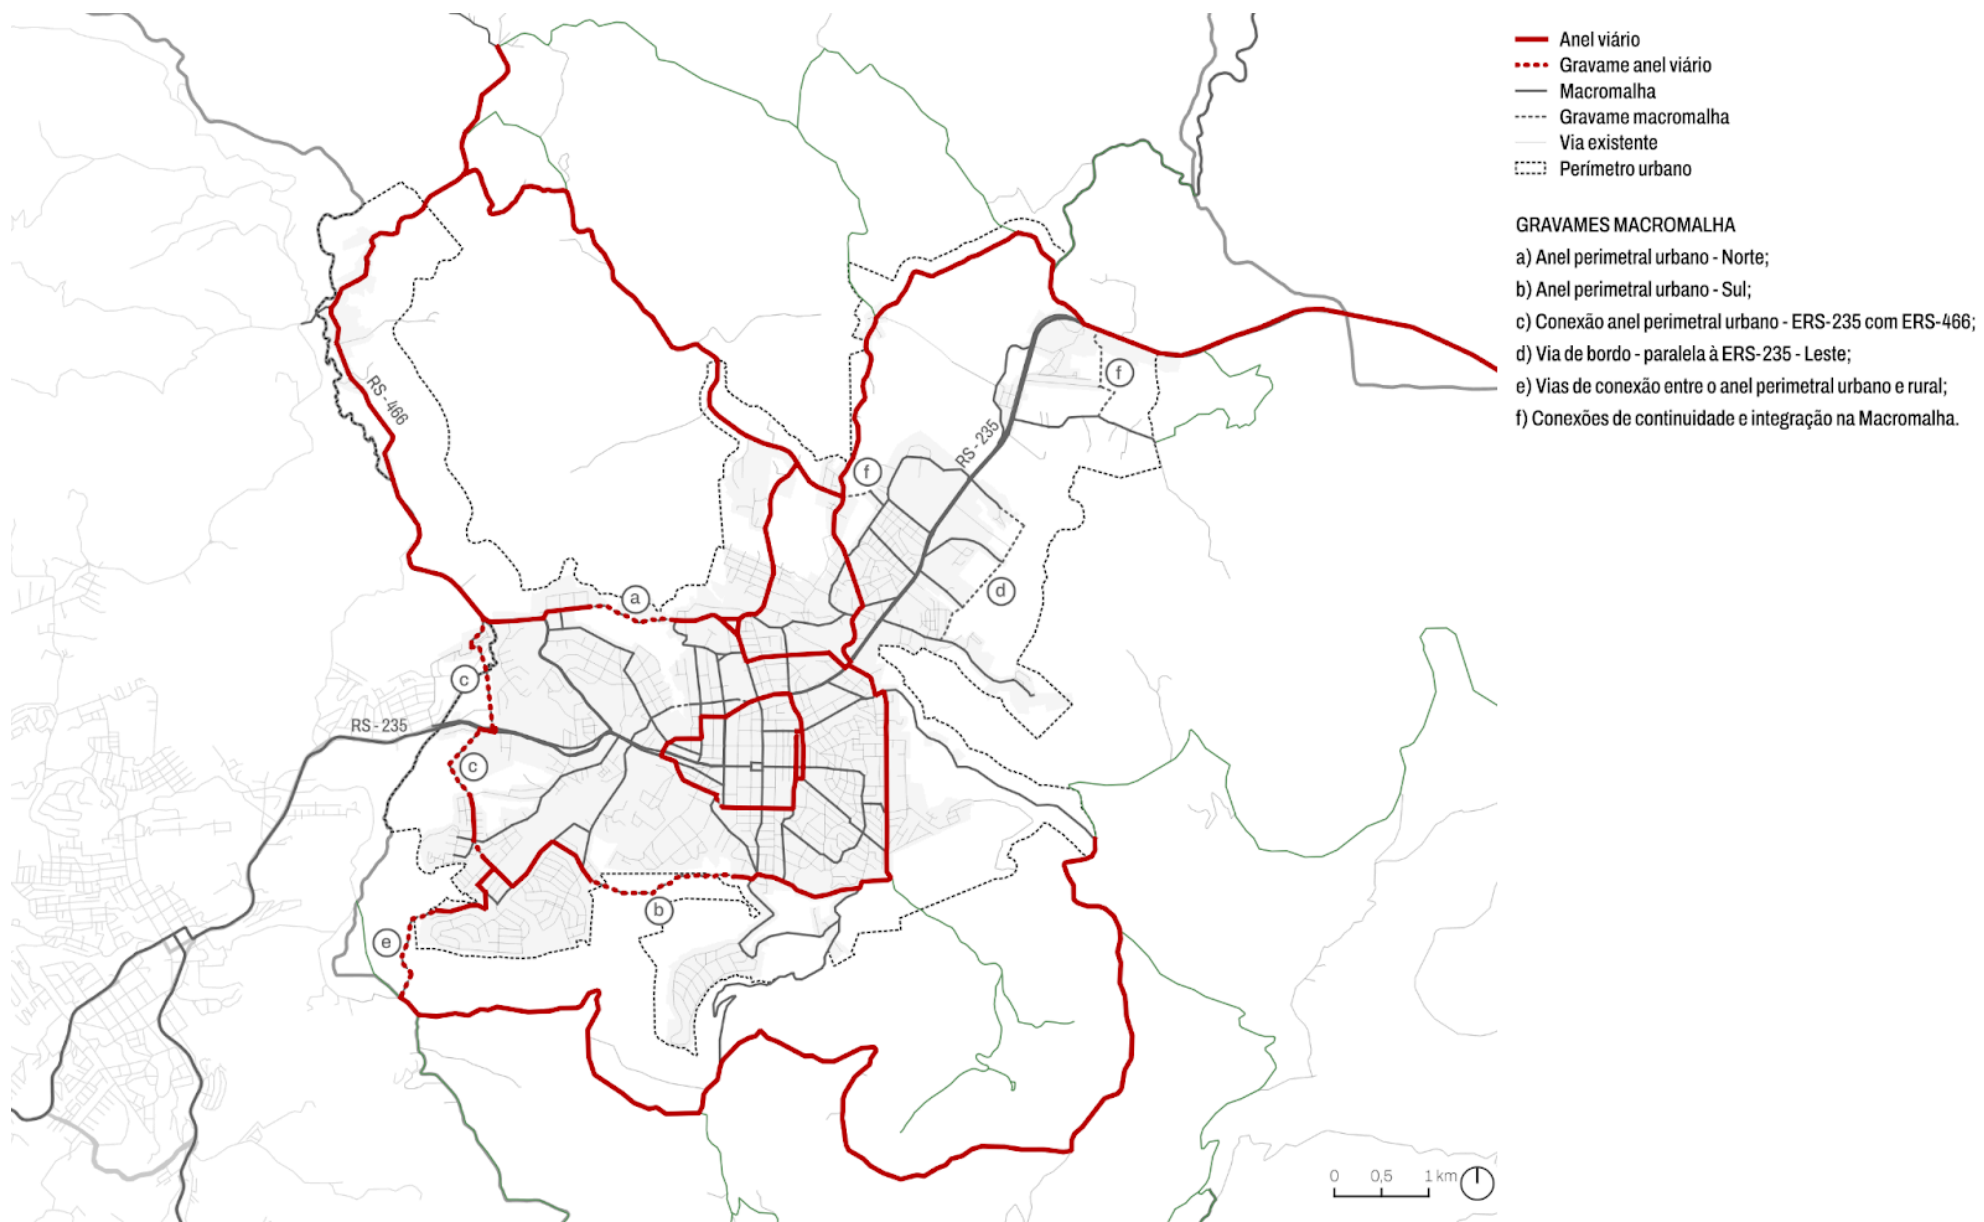 Anel viário
Gravame anel viário
Macromalha
Gravame macromalha
Via existente
Perímetro urbano
GRAVAMES MACROMALHA
a) Anel perimetral urbano - Norte;
b) Anel perimetral urbano - Sul;
c) Conexão anel perimetral urbano - ERS-235 com ERS-466;
d) Via de bordo - paralela à ERS-235 - Leste;
e) Vias de conexão entre o anel perimetral urbano e rural;
f) Conexões de continuidade e integração na Macromalha.
RS - 466
f
RS - 235
f
d
a
c
RS - 235
c
b
e
0 0,5 1 km